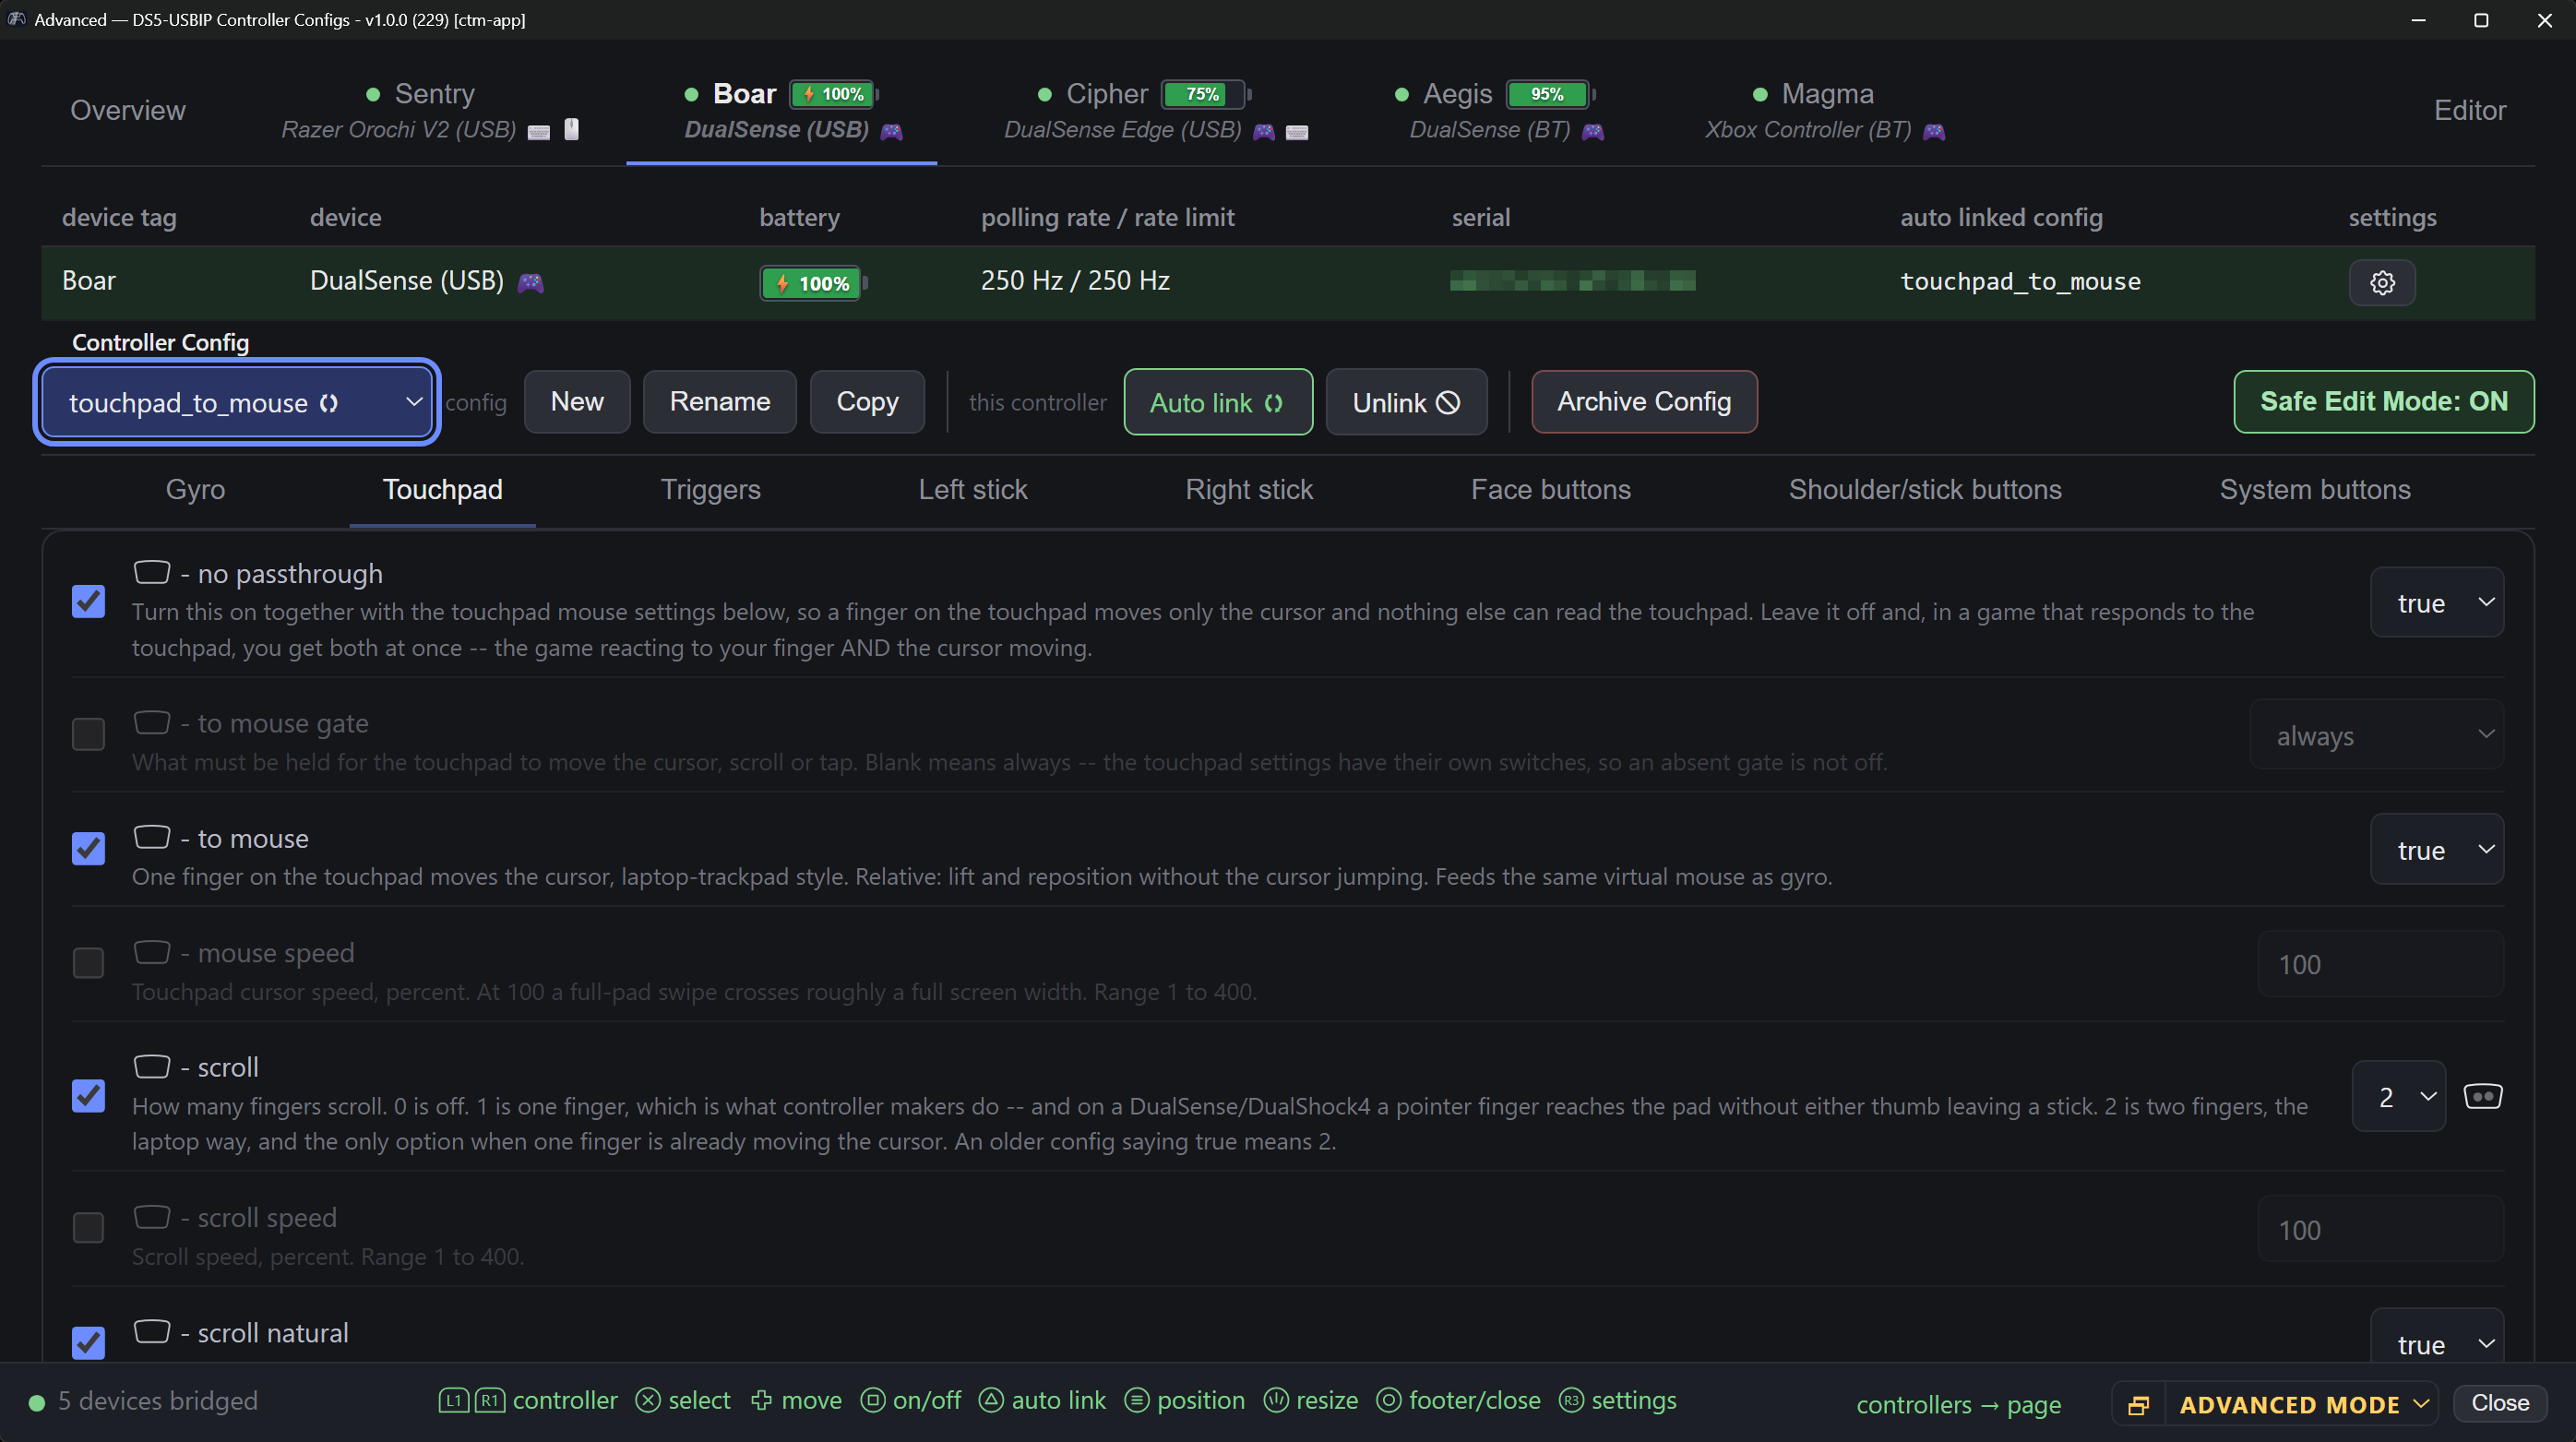 Advanced — DS5-USBIP Controller Configs - v1.0.0 (229) [ctm-app]
Overview
Sentry
Razer Orochi V2 (USB)
Boar 100%
DualSense (USB)
Cipher 75%
DualSense Edge (USB)
Aegis 95%
DualSense (BT)
Magma
Xbox Controller (BT)
Editor
device tag device battery polling rate / rate limit serial auto linked config settings
Boar DualSense (USB) 100% 250 Hz / 250 Hz touchpad_to_mouse
Controller Config
touchpad_to_mouse config New Rename Copy this controller Auto link Unlink Archive Config Safe Edit Mode: ON
Gyro Touchpad Triggers Left stick Right stick Face buttons Shoulder/stick buttons System buttons
- no passthrough
Turn this on together with the touchpad mouse settings below, so a finger on the touchpad moves only the cursor and nothing else can read the touchpad. Leave it off and, in a game that responds to the
touchpad, you get both at once -- the game reacting to your finger AND the cursor moving.
true
- to mouse gate
What must be held for the touchpad to move the cursor, scroll or tap. Blank means always -- the touchpad settings have their own switches, so an absent gate is not off.
always
- to mouse
One finger on the touchpad moves the cursor, laptop-trackpad style. Relative: lift and reposition without the cursor jumping. Feeds the same virtual mouse as gyro.
true
- mouse speed
Touchpad cursor speed, percent. At 100 a full-pad swipe crosses roughly a full screen width. Range 1 to 400.
100
- scroll
How many fingers scroll. 0 is off. 1 is one finger, which is what controller makers do -- and on a DualSense/DualShock4 a pointer finger reaches the pad without either thumb leaving a stick. 2 is two fingers, the
laptop way, and the only option when one finger is already moving the cursor. An older config saying true means 2.
2
- scroll speed
Scroll speed, percent. Range 1 to 400.
100
- scroll natural
true
5 devices bridged L1 R1 controller select move on/off auto link position resize footer/close R3 settings controllers → page ADVANCED MODE Close